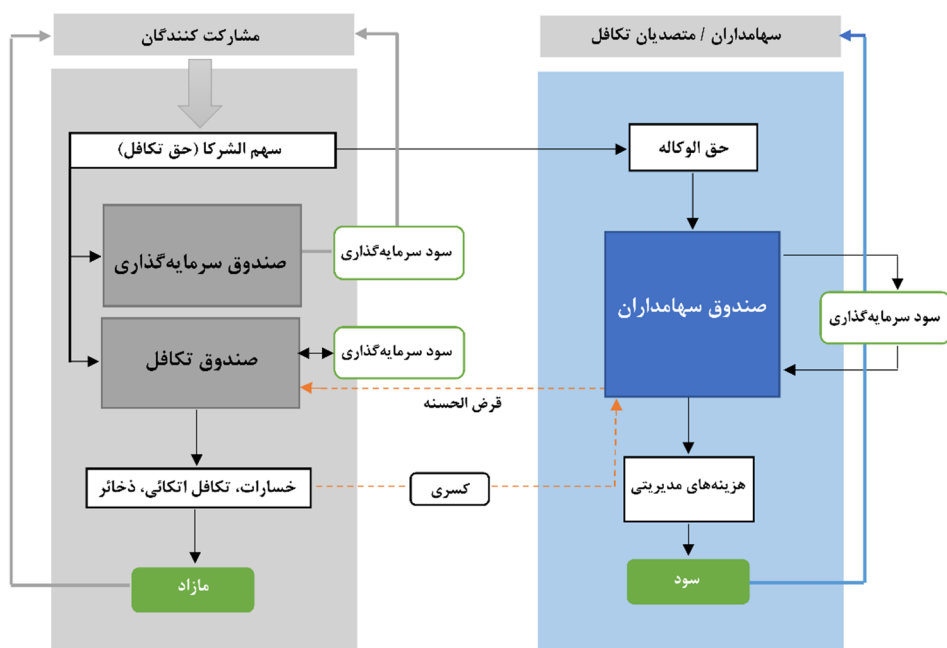 سهامداران / متصدیان تکافل
مشارکت کنندگان
حق الوکاله
سهم الشرکا (حق تکافل)
صندوق سهامداران
سود سرمایه‌گذاری
سود سرمایه‌گذاری
صندوق سرمایه‌گذاری
سود سرمایه‌گذاری
صندوق تکافل
قرض الحسنه
هزینه‌های مدیریتی
کسری
خسارات، تکافل اتکائی، ذخائر
سود
مازاد